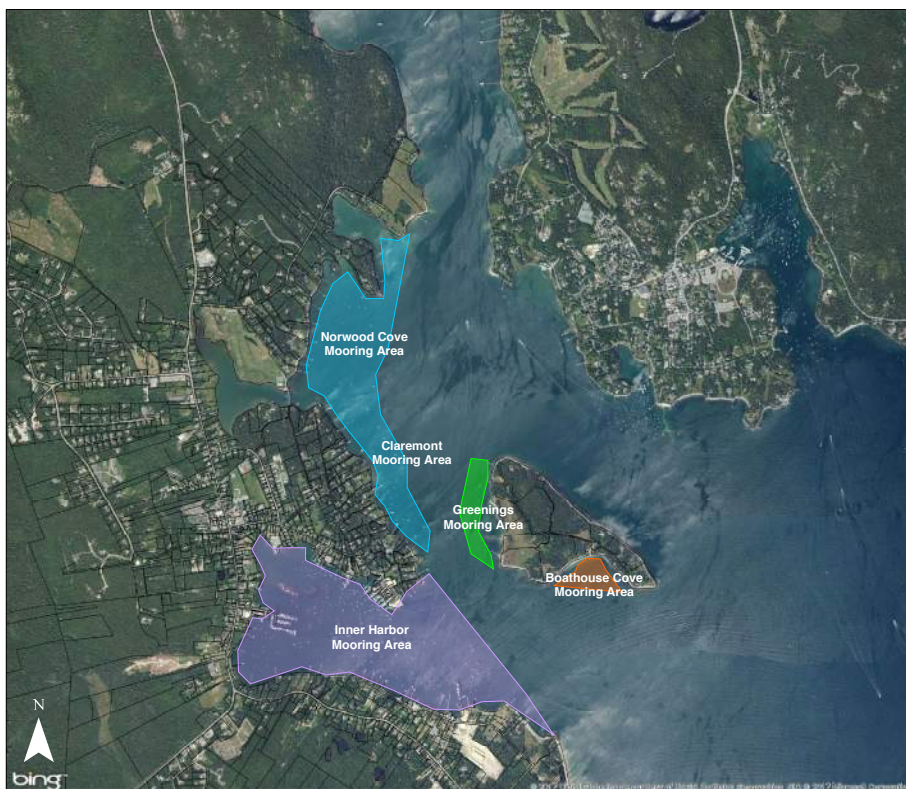 Norwood Cove
Mooring Area
Claremont
Mooring Area
Greenings
Mooring Area
Boathouse Cove
Mooring Area
Inner Harbor
Mooring Area
N
bing